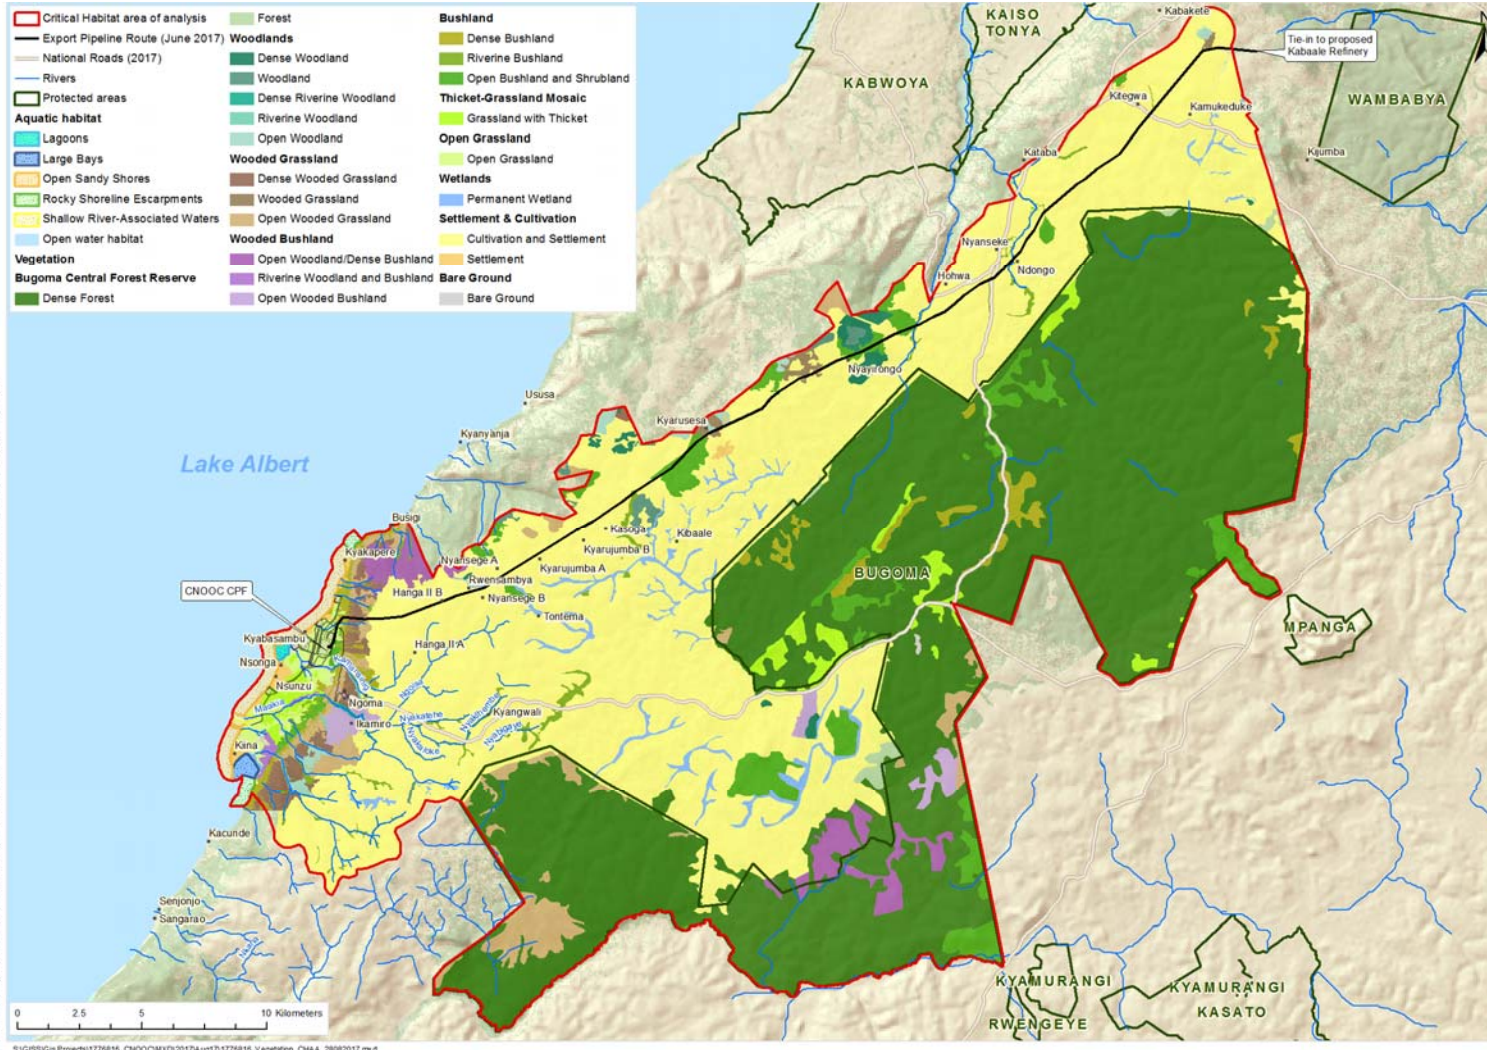 Critical Habitat area of analysis
Export Pipeline Route (June 2017)
National Roads (2017)
Rivers
Protected areas
Aquatic habitat
Lagoons
Large Bays
Open Sandy Shores
Rocky Shoreline Escarpments
Shallow River-Associated Waters
Open water habitat
Vegetation
Bugoma Central Forest Reserve
Dense Forest
Forest
Woodlands
Dense Woodland
Woodland
Dense Riverine Woodland
Riverine Woodland
Open Woodland
Wooded Grassland
Dense Wooded Grassland
Wooded Grassland
Open Wooded Grassland
Wooded Bushland
Open Woodland/Dense Bushland
Riverine Woodland and Bushland
Open Wooded Bushland
Bushland
Dense Bushland
Riverine Bushland
Open Bushland and Shrubland
Thicket-Grassland Mosaic
Grassland with Thicket
Open Grassland
Open Grassland
Wetlands
Permanent Wetland
Settlement & Cultivation
Cultivation and Settlement
Settlement
Bare Ground
Bare Ground
KAISO
TONYA
Kabakete
Tie-in to proposed
Kabaale Refinery
KABWOYA
WAMBABYA
Kitegwa
Kamukeduke
Kataba
Kijumba
Nyanseke
Ndongo
Hohwa
Nyayirongo
Ususa
Kyarusesa
Kyanyanja
Lake Albert
Busigi
Kasoga
Kibaale
Kyarujumba B
Kyakapere
Nyansege A
Kyarujumba A
BUGOMA
Rwensambya
CNOOC CPF
Hanga II B
Nyansege B
Tontema
MPANGA
Kyabasambu
Hanga II A
Nsonga
Nsunzu
Ngoma
Kyangwali
Ikamiro
Nyakatehe
Kiina
Kacunde
Senjonjo
Sangarao
KYAMURANGI
KYAMURANGI
KASATO
RWENGEYE
0 2.5 5 10 Kilometers